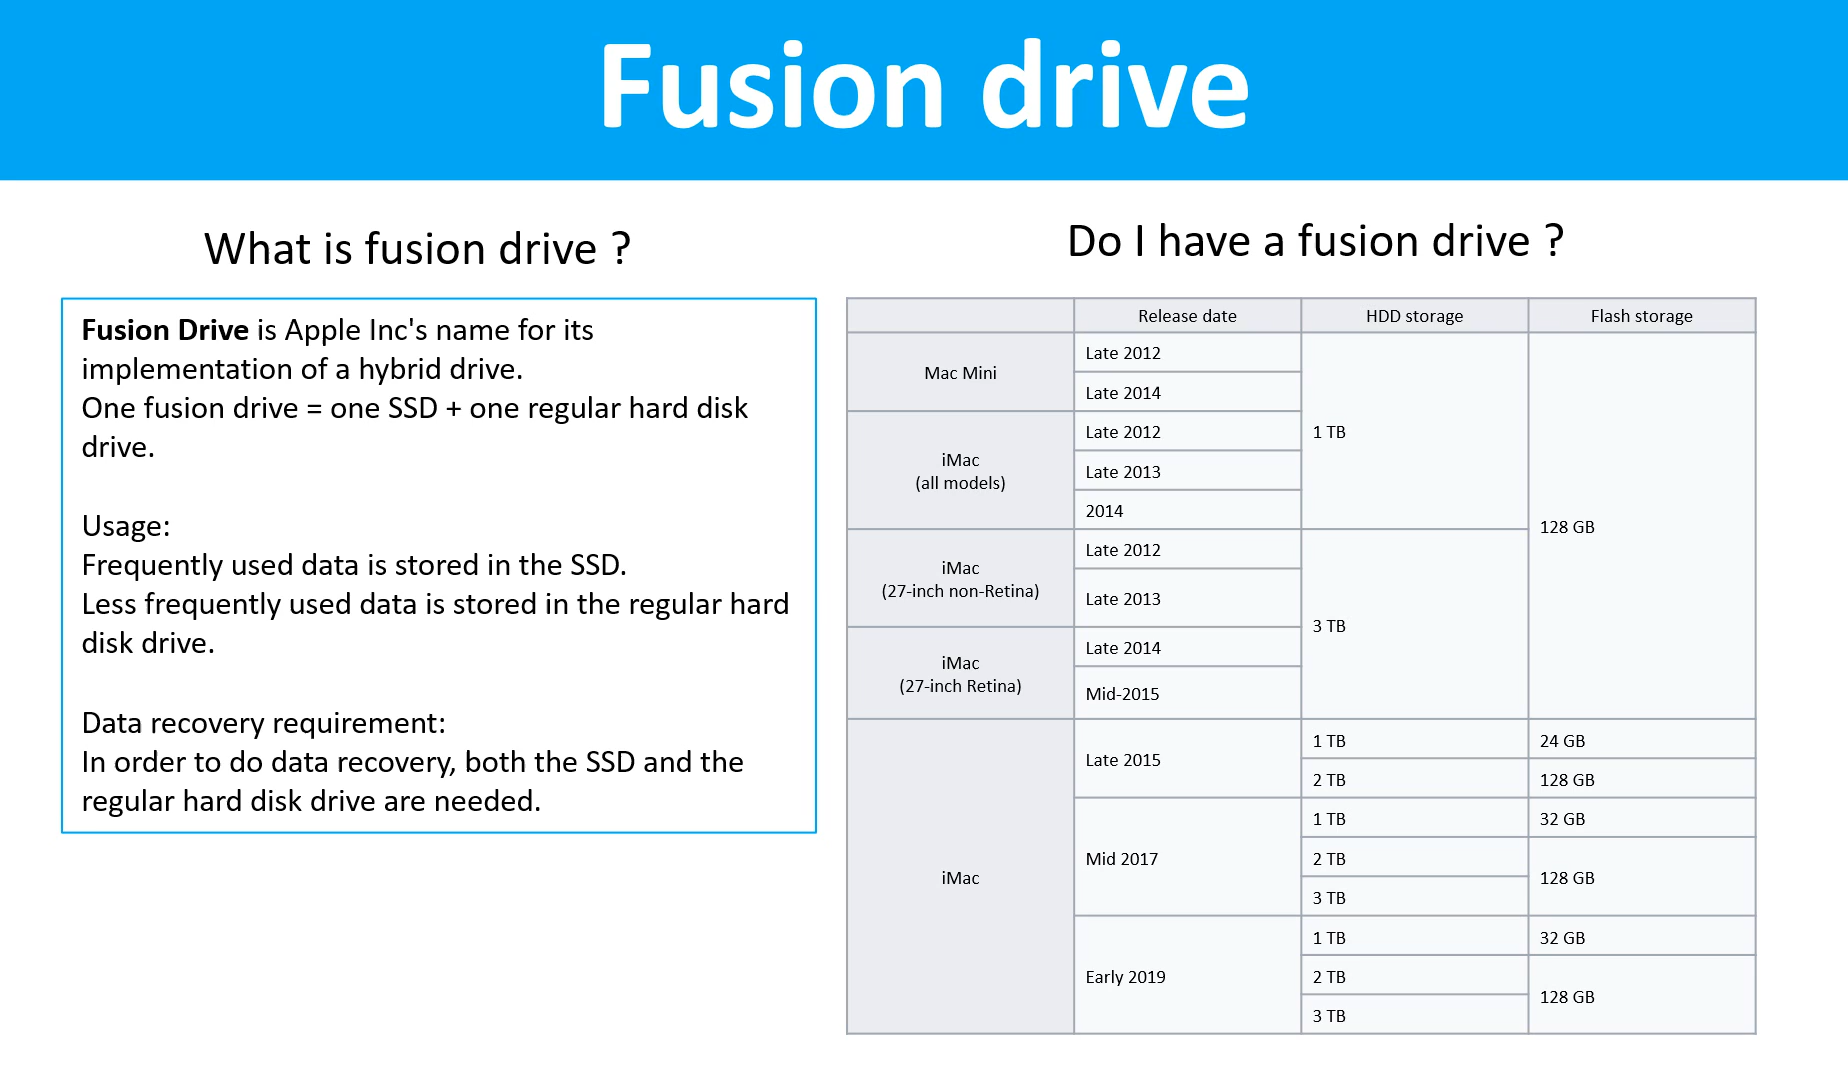 Fusion drive
What is fusion drive ?
Fusion Drive is Apple Inc's name for its
implementation of a hybrid drive.
One fusion drive = one SSD + one regular hard disk
drive.
Usage:
Frequently used data is stored in the SSD.
Less frequently used data is stored in the regular hard
disk drive.
Data recovery requirement:
In order to do data recovery, both the SSD and the
regular hard disk drive are needed.
Do I have a fusion drive ?
Release date HDD storage Flash storage
Mac Mini
Late 2012
Late 2014
iMac
(all models)
Late 2012
Late 2013
2014
1 TB
iMac
(27-inch non-Retina)
Late 2012
Late 2013
iMac
(27-inch Retina)
Late 2014
Mid-2015
3 TB
128 GB
iMac
Late 2015
1 TB 24 GB
2 TB 128 GB
Mid 2017
1 TB 32 GB
2 TB
3 TB
128 GB
Early 2019
1 TB 32 GB
2 TB
3 TB
128 GB